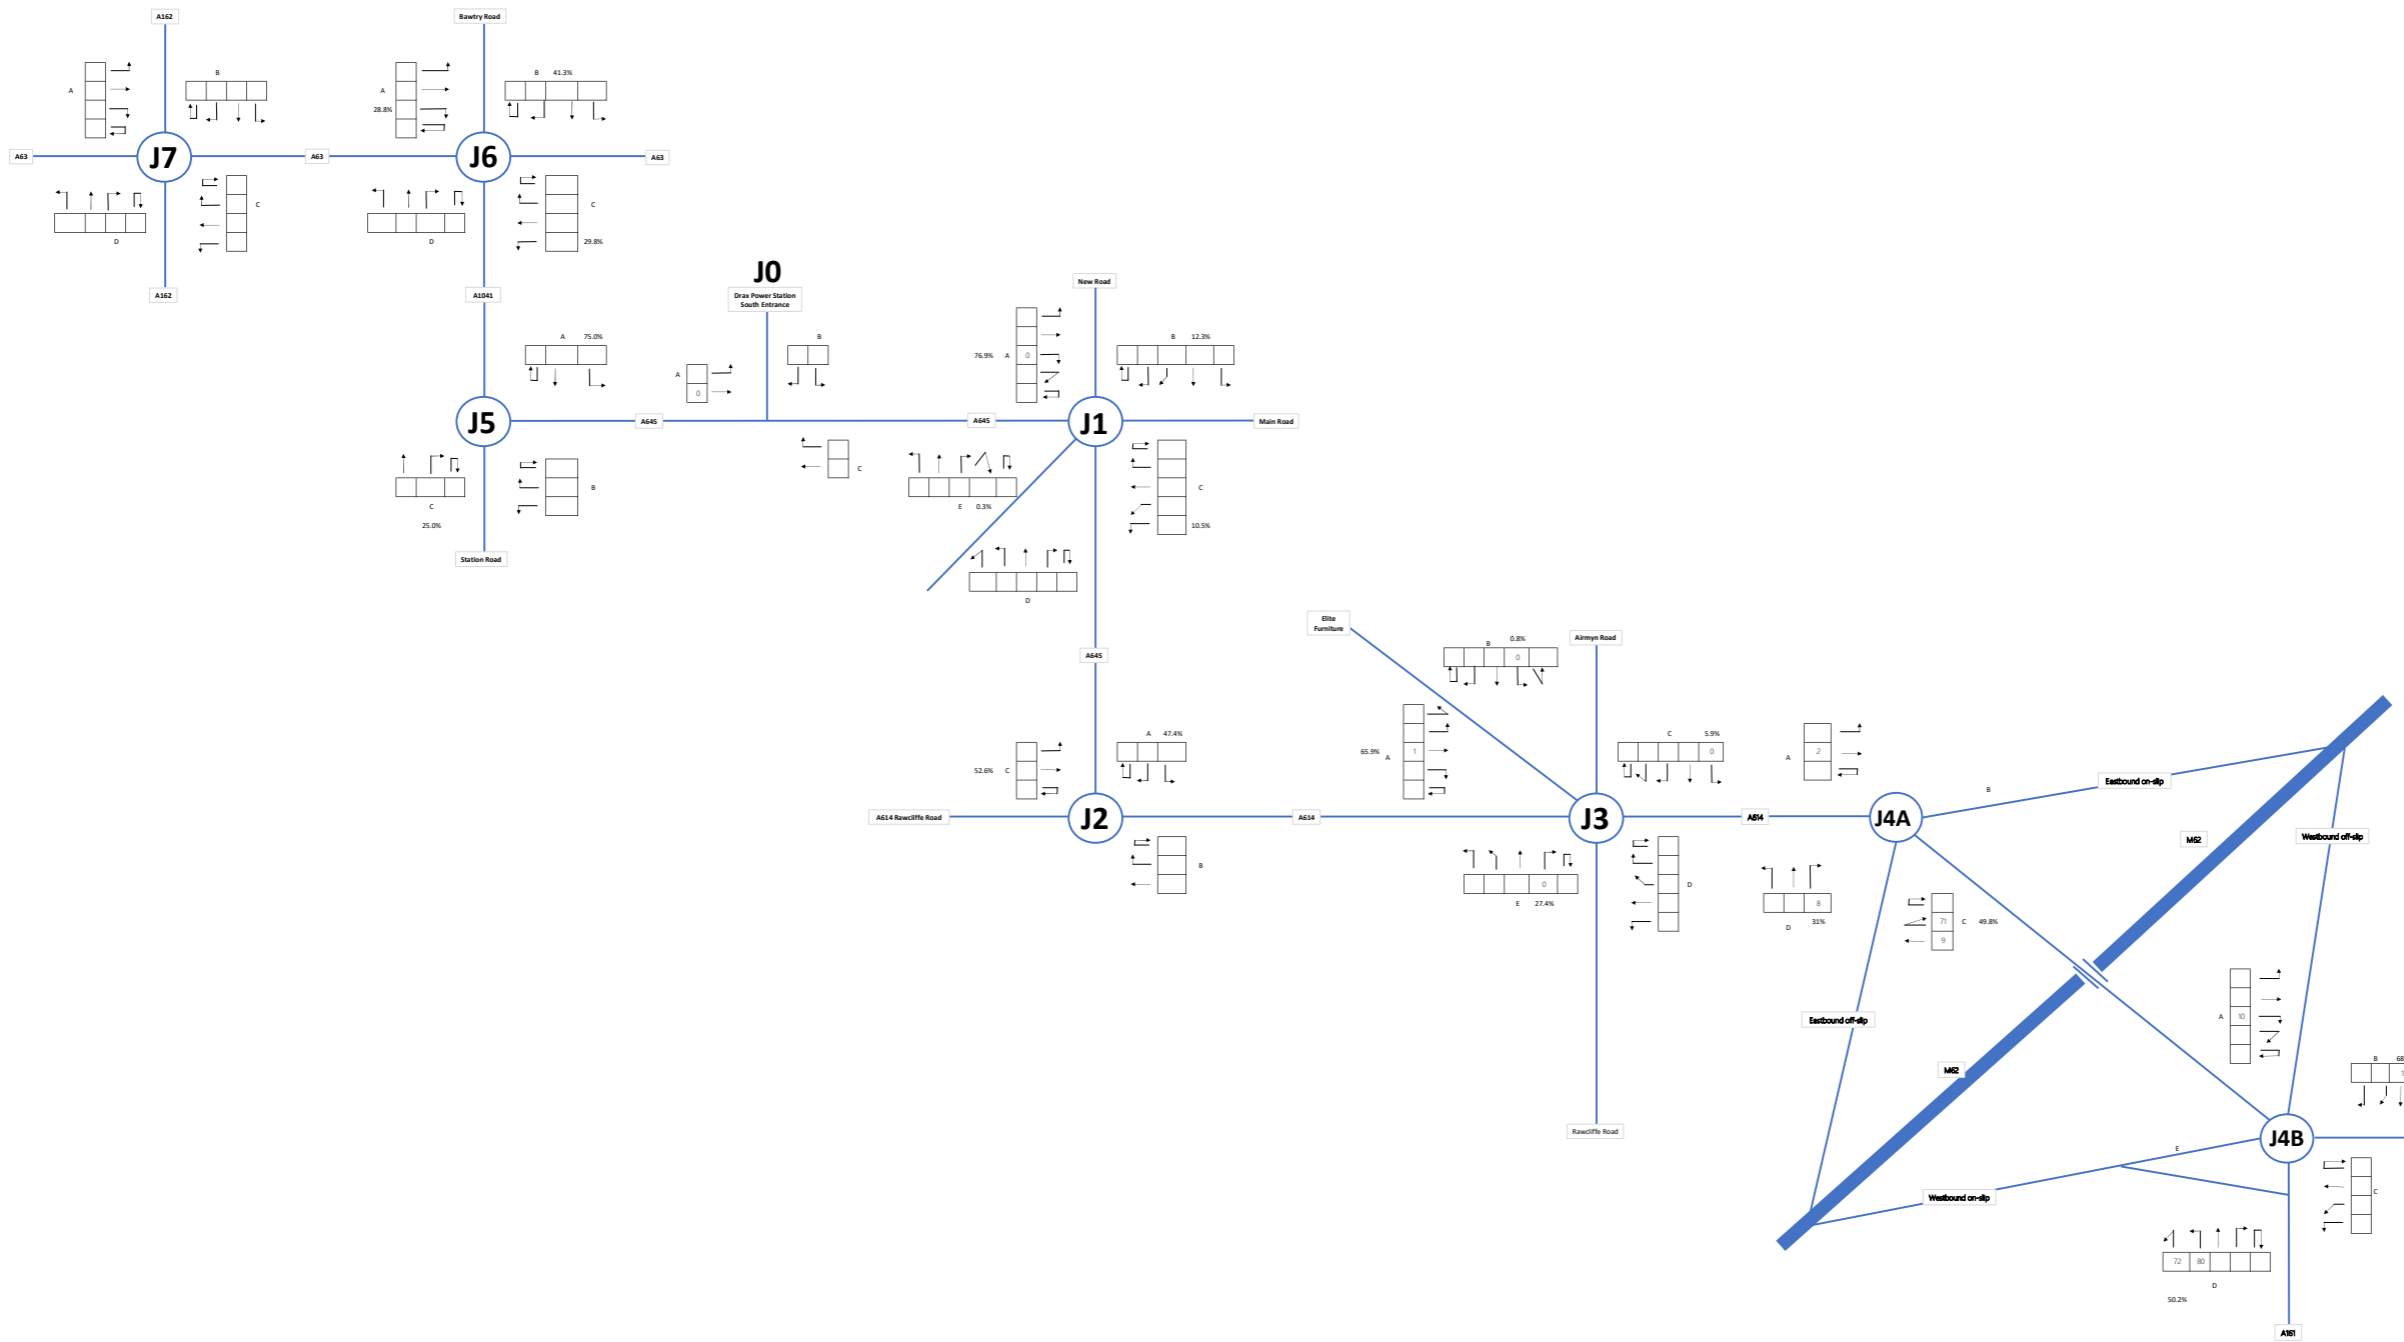 A162
Bawtry Road
B
B 41.3%
A
A
28.8%
A63
J7
A63
J6
A63
C
C
D
D
29.8%
A162
A1041
J0
Drax Power Station
South Entrance
New Road
A 75.0%
B
B 12.3%
A
0
76.9% A 0
J5
A645
A645
J1
Main Road
C
B
C
C
25.0%
E 0.3%
10.5%
Station Road
D
Elite
Furniture
Airmyn Road
A645
0.8%
B
0
A 47.4%
C 5.9%
52.6% C
65.9% A 1
0
A 2
Eastbound on-slip
B
A614 Rawcliffe Road
J2
A614
J3
A614
J4A
Westbound off-slip
M62
B
D
0
E 27.4%
8
D 31%
71 C 49.8%
9
Eastbound off-slip
A 10
M62
B 68
1
Rawcliffe Road
J4B
E
Westbound on-slip
C
72 80
D
50.2%
A161